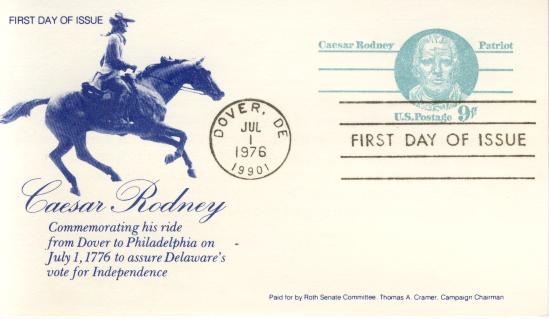 FIRST DAY OF ISSUE
Caesar Rodney Patriot
U.S. Postage 9¢
DOVER, DE
JUL
1
1976
19901
FIRST DAY OF ISSUE
Caesar Rodney
Commemorating his ride
from Dover to Philadelphia on
July 1, 1776 to assure Delaware's
vote for Independence
Paid for by Roth Senate Committee. Thomas A. Cramer, Campaign Chairman